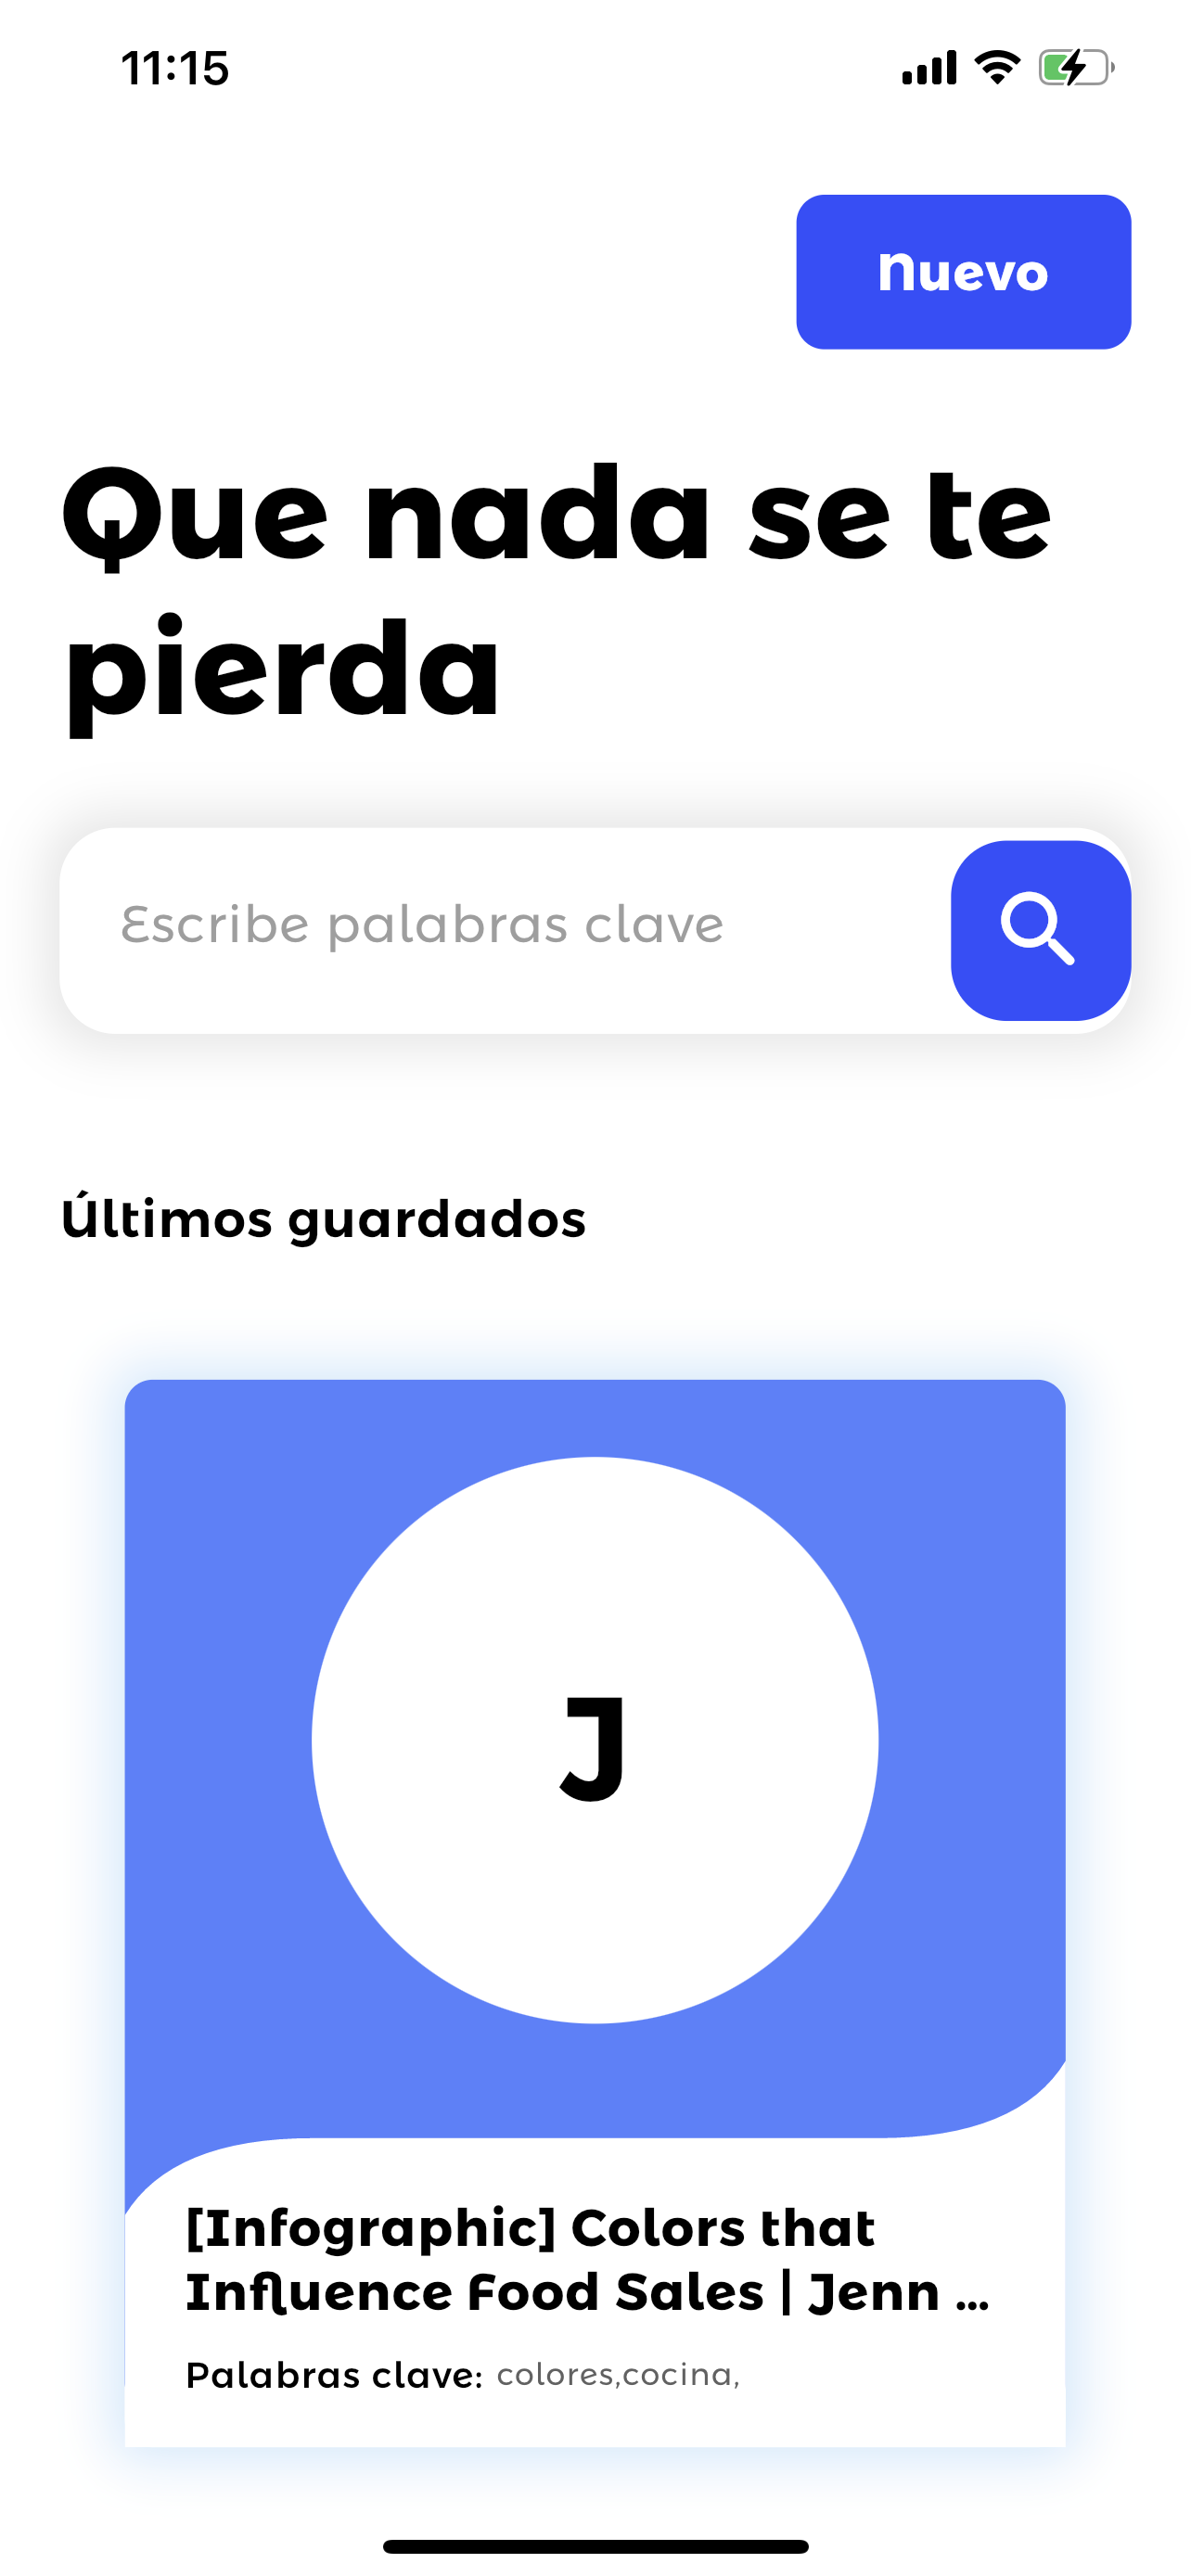 11:15
Nuevo
Que nada se te
pierda
Escribe palabras clave
Últimos guardados
J
[Infographic] Colors that
Influence Food Sales | Jenn ...
Palabras clave: colores,cocina,